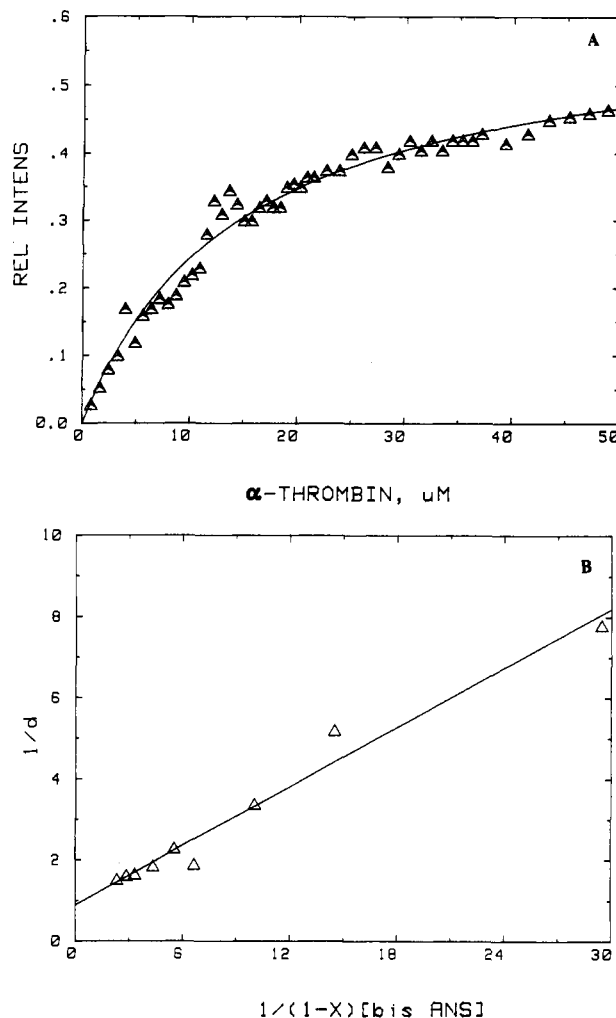 A
.6
.5
.4
.3
.2
.1
0.0
REL INTENS
0 10 20 30 40 50
α-THROMBIN, uM
B
10
8
6
4
2
0
1/d
0 6 12 18 24 30
1/(1-X)[bis ANS]